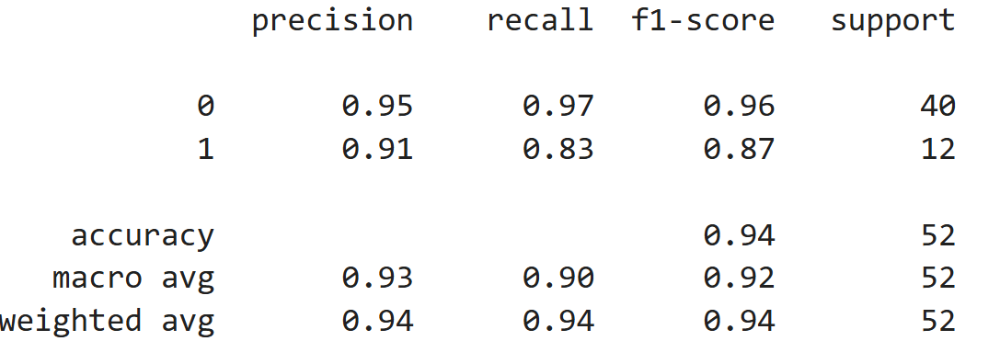 precision recall f1-score support
0 0.95 0.97 0.96 40
1 0.91 0.83 0.87 12
accuracy 0.94 52
macro avg 0.93 0.90 0.92 52
weighted avg 0.94 0.94 0.94 52